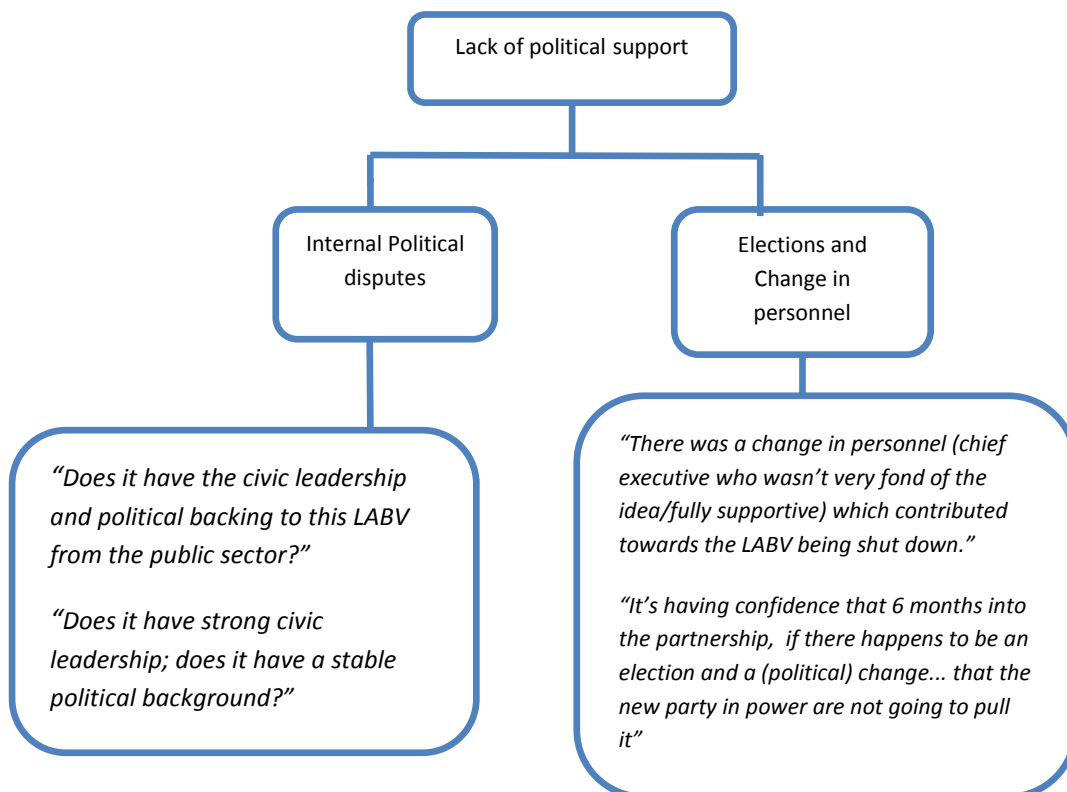 Lack of political support
Internal Political
disputes
Elections and
Change in
personnel
“Does it have the civic leadership
and political backing to this LABV
from the public sector?”
“Does it have strong civic
leadership; does it have a stable
political background?”
“There was a change in personnel (chief
executive who wasn’t very fond of the
idea/fully supportive) which contributed
towards the LABV being shut down.”
“It’s having confidence that 6 months into
the partnership,  if there happens to be an
election and a (political) change... that the
new party in power are not going to pull
it”